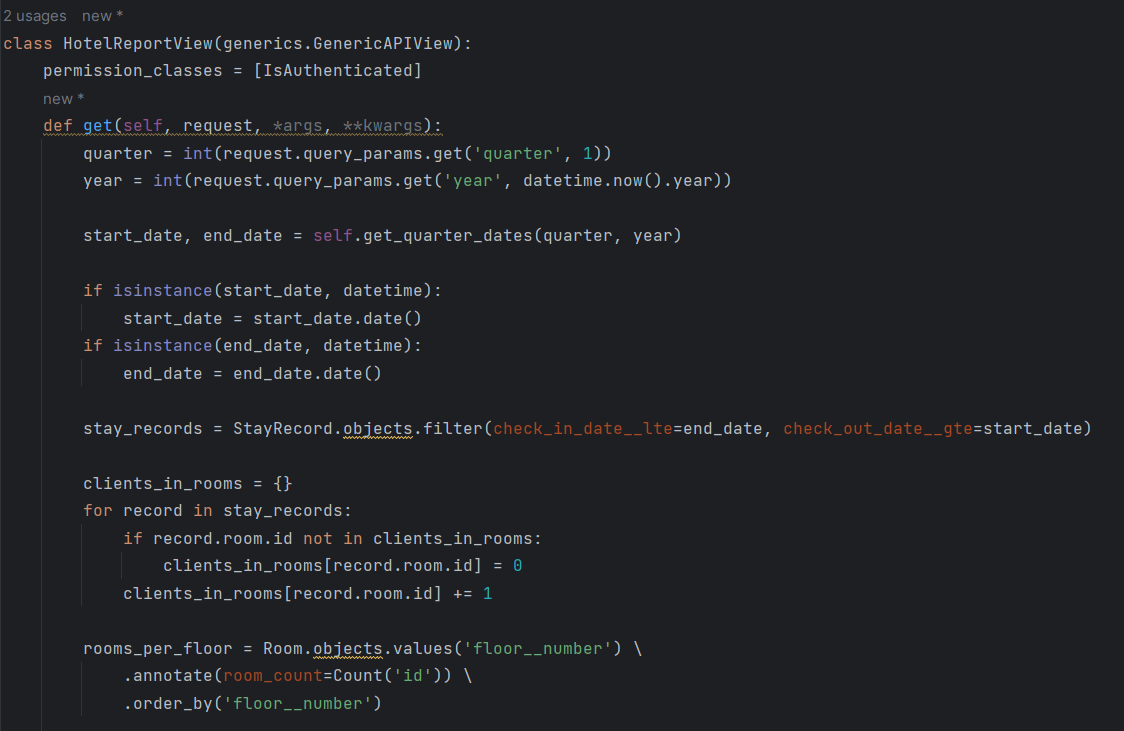 2 usages   new *
class HotelReportView(generics.GenericAPIView):
    permission_classes = [IsAuthenticated]
    new *
    def get(self, request, *args, **kwargs):
        quarter = int(request.query_params.get('quarter', 1))
        year = int(request.query_params.get('year', datetime.now().year))

        start_date, end_date = self.get_quarter_dates(quarter, year)

        if isinstance(start_date, datetime):
            start_date = start_date.date()
        if isinstance(end_date, datetime):
            end_date = end_date.date()

        stay_records = StayRecord.objects.filter(check_in_date__lte=end_date, check_out_date__gte=start_date)

        clients_in_rooms = {}
        for record in stay_records:
            if record.room.id not in clients_in_rooms:
                clients_in_rooms[record.room.id] = 0
            clients_in_rooms[record.room.id] += 1

        rooms_per_floor = Room.objects.values('floor__number') \
            .annotate(room_count=Count('id')) \
            .order_by('floor__number')